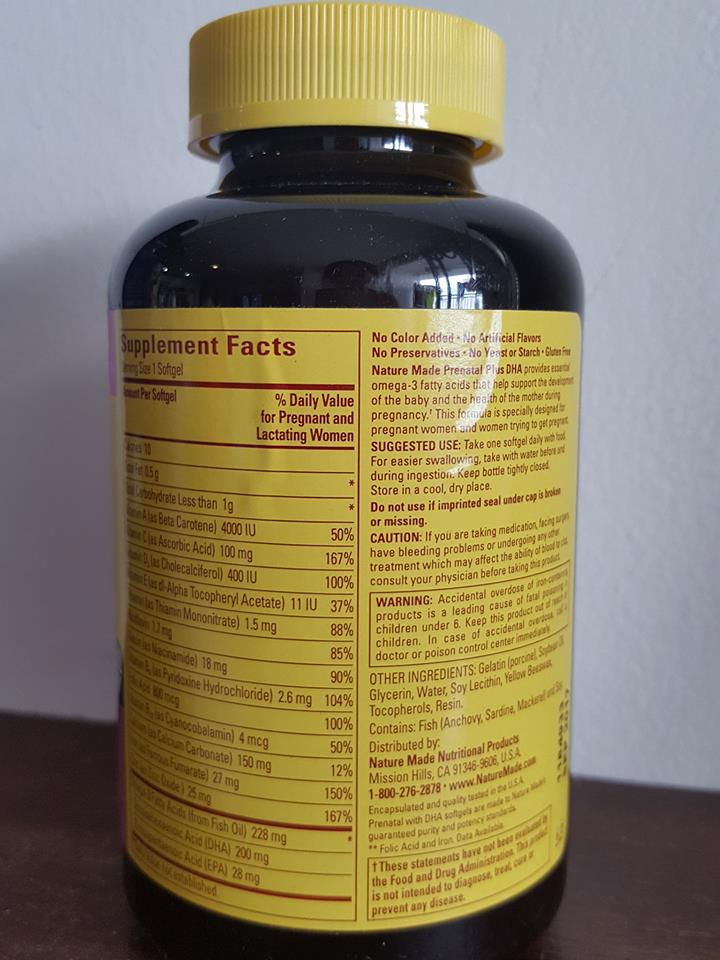 Supplement Facts
Size 1 Softgel
Per Softgel
% Daily Value
for Pregnant and
Lactating Women
10
Fat 0.5 g *
Carbohydrate Less than 1g *
A (as Beta Carotene) 4000 IU 50%
C (as Ascorbic Acid) 100 mg 167%
D₃ (as Cholecalciferol) 400 IU 100%
E (as dl-Alpha Tocopheryl Acetate) 11 IU 37%
(as Thiamin Mononitrate) 1.5 mg 88%
1.7 mg 85%
(as Niacinamide) 18 mg 90%
B₆ (as Pyridoxine Hydrochloride) 2.6 mg 104%
Acid 800 mcg 100%
B₁₂ (as Cyanocobalamin) 4 mcg 50%
(as Calcium Carbonate) 150 mg 12%
Ferrous Fumarate) 27 mg 150%
Zinc Oxide) 25 mg 167%
Fatty Acids (from Fish Oil) 228 mg *
Acid (DHA) 200 mg
Acid (EPA) 28 mg
not established.
No Color Added • No Artificial Flavors
No Preservatives • No Yeast or Starch • Gluten Free
Nature Made Prenatal Plus DHA provides essential
omega-3 fatty acids that help support the development
of the baby and the health of the mother during
pregnancy.† This formula is specially designed for
pregnant women and women trying to get pregnant.
SUGGESTED USE: Take one softgel daily with food.
For easier swallowing, take with water before and
during ingestion. Keep bottle tightly closed.
Store in a cool, dry place.
Do not use if imprinted seal under cap is broken
or missing.
CAUTION: If you are taking medication, facing surgery,
have bleeding problems or undergoing any other
treatment which may affect the ability of blood to clot,
consult your physician before taking this product.
WARNING: Accidental overdose of iron-containing
products is a leading cause of fatal poisoning in
children under 6. Keep this product out of reach of
children. In case of accidental overdose, call a
doctor or poison control center immediately.
OTHER INGREDIENTS: Gelatin (porcine), Soybean Oil,
Glycerin, Water, Soy Lecithin, Yellow Beeswax,
Tocopherols, Resin.
Contains: Fish (Anchovy, Sardine, Mackerel) and Soy.
Distributed by:
Nature Made Nutritional Products
Mission Hills, CA 91346-9606, U.S.A.
1-800-276-2878 • www.NatureMade.com
Encapsulated and quality tested in the U.S.A.
Prenatal with DHA softgels are made to Nature Made's
guaranteed purity and potency standards.
** Folic Acid and Iron. Data Available.
†These statements have not been evaluated by
the Food and Drug Administration. This product
is not intended to diagnose, treat, cure or
prevent any disease.